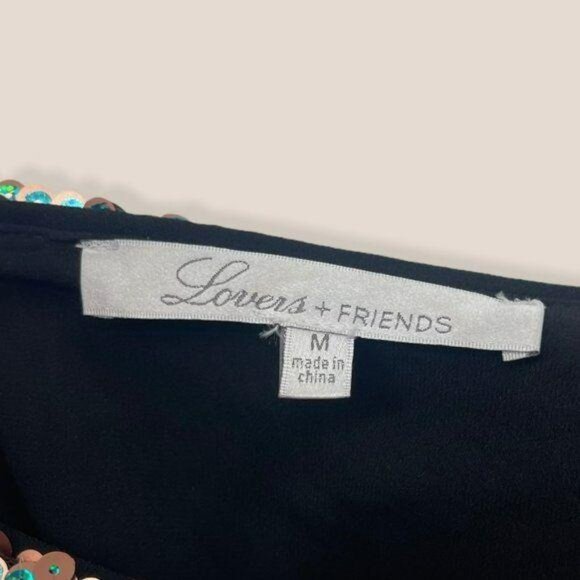 Lovers + FRIENDS
M
made in
china